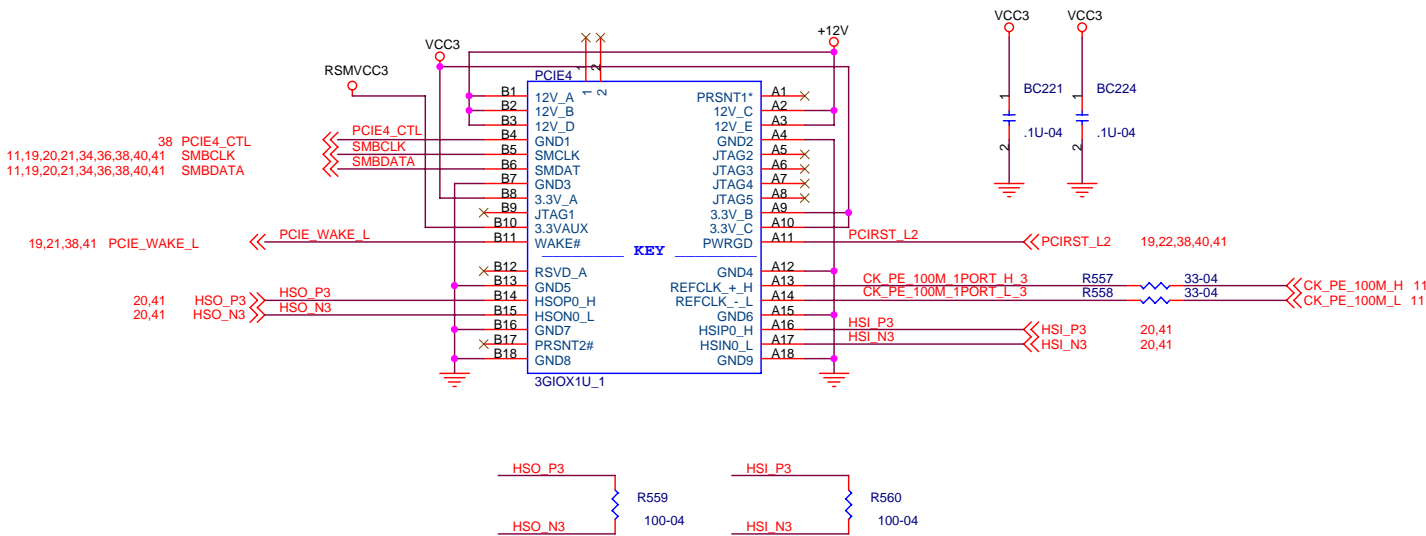 VCC3 VCC3
+12V
VCC3
RSMVCC3
PCIE4
1 2
1 BC221 1 BC224
.1U-04 .1U-04
2 2
B1 12V_A PRSNT1* A1
B2 12V_B 12V_C A2
B3 12V_D 12V_E A3
38 PCIE4_CTL PCIE4_CTL B4 GND1 GND2 A4
11,19,20,21,34,36,38,40,41 SMBCLK SMBCLK B5 SMCLK JTAG2 A5
11,19,20,21,34,36,38,40,41 SMBDATA SMBDATA B6 SMDAT JTAG3 A6
B7 GND3 JTAG4 A7
B8 3.3V_A JTAG5 A8
B9 JTAG1 3.3V_B A9
B10 3.3VAUX 3.3V_C A10
19,21,38,41 PCIE_WAKE_L PCIE_WAKE_L B11 WAKE# PWRGD A11 PCIRST_L2 PCIRST_L2 19,22,38,40,41
KEY
B12 RSVD_A GND4 A12
B13 GND5 REFCLK_+_H A13 CK_PE_100M_1PORT_H_3 R557 33-04 CK_PE_100M_H 11
20,41 HSO_P3 HSO_P3 B14 HSOP0_H REFCLK_-_L A14 CK_PE_100M_1PORT_L_3 R558 33-04 CK_PE_100M_L 11
20,41 HSO_N3 HSO_N3 B15 HSON0_L GND6 A15
B16 GND7 HSIP0_H A16 HSI_P3 HSI_P3 20,41
B17 PRSNT2# HSIN0_L A17 HSI_N3 HSI_N3 20,41
B18 GND8 GND9 A18
3GIOX1U_1
HSO_P3 HSI_P3
R559 R560
100-04 100-04
HSO_N3 HSI_N3